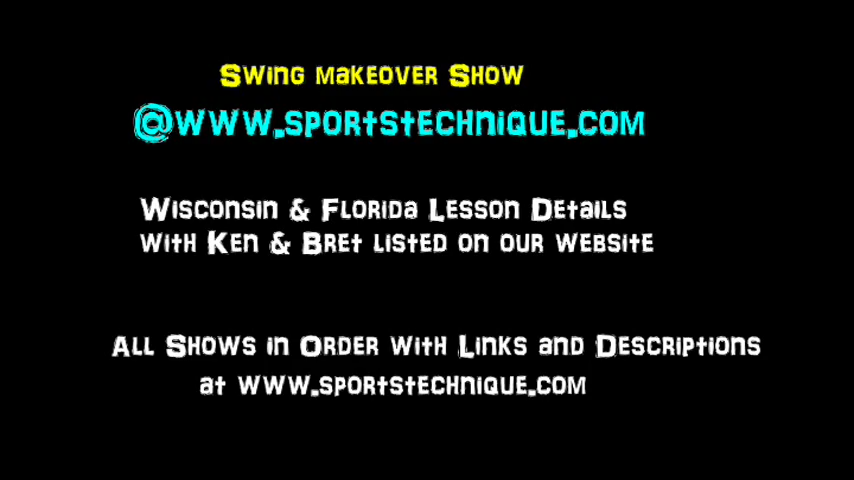 Swing makeover Show
@www.sportstechnique.com
Wisconsin & Florida Lesson Details
with Ken & Bret listed on our website
All Shows in Order with Links and Descriptions
at www.sportstechnique.com